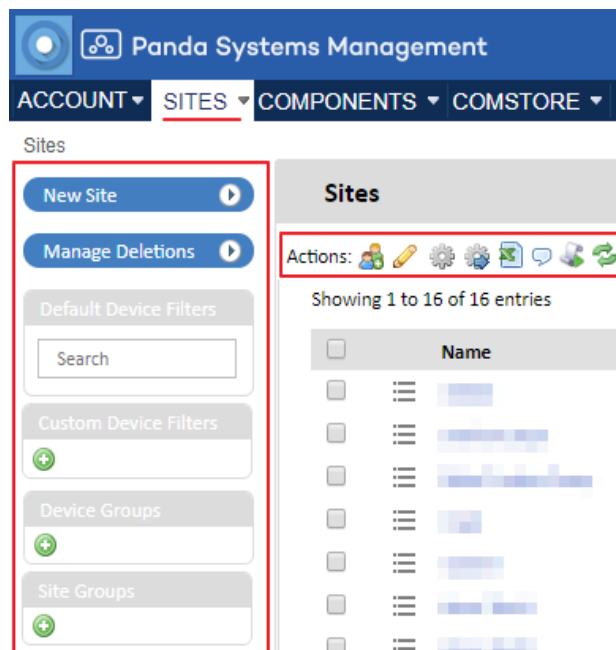 Panda Systems Management
ACCOUNT SITES COMPONENTS COMSTORE
Sites
New Site
Manage Deletions
Default Device Filters
Search
Custom Device Filters
Device Groups
Site Groups
Sites
Actions:
Showing 1 to 16 of 16 entries
Name